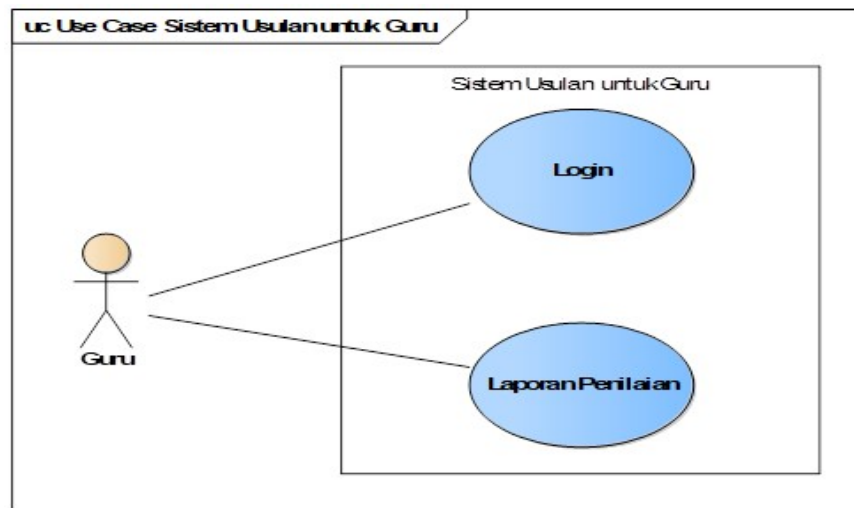 uc Use Case Sistem Usulan untuk Guru
Sistem Usulan untuk Guru
Login
Guru
Laporan Penilaian